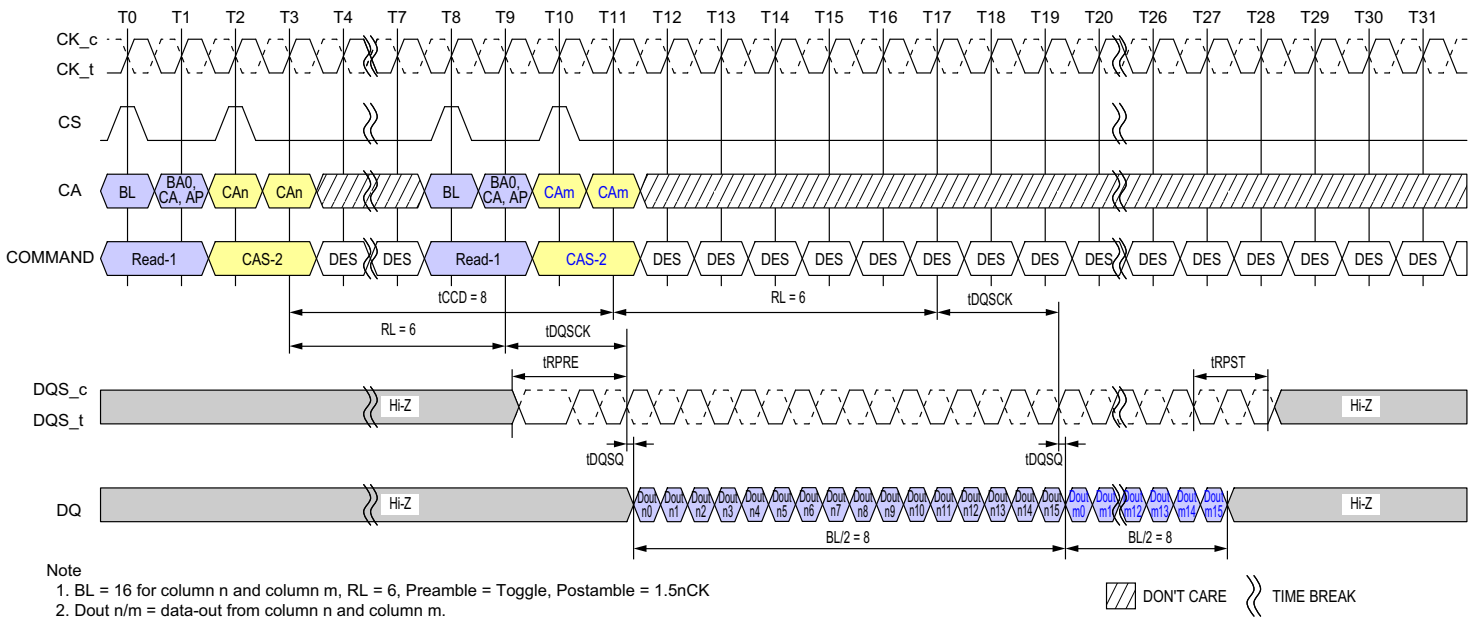 T0 T1 T2 T3 T4 T7 T8 T9 T10 T11 T12 T13 T14 T15 T16 T17 T18 T19 T20 T26 T27 T28 T29 T30 T31
CK_c
CK_t
CS
CA BL BA0, CA, AP CAn CAn BL BA0, CA, AP CAm CAm
COMMAND Read-1 CAS-2 DES DES Read-1 CAS-2 DES DES DES DES DES DES DES DES DES DES DES DES DES DES DES
tCCD = 8 RL = 6 tDQSCK
RL = 6 tDQSCK
tRPRE tRPST
DQS_c
DQS_t
Hi-Z Hi-Z
tDQSQ tDQSQ
DQ Hi-Z Dout n0 Dout n1 Dout n2 Dout n3 Dout n4 Dout n5 Dout n6 Dout n7 Dout n8 Dout n9 Dout n10 Dout n11 Dout n12 Dout n13 Dout n14 Dout n15 Dout m0 Dout m1 Dout m12 Dout m13 Dout m14 Dout m15 Hi-Z
BL/2 = 8 BL/2 = 8
Note
1. BL = 16 for column n and column m, RL = 6, Preamble = Toggle, Postamble = 1.5nCK
2. Dout n/m = data-out from column n and column m.
DON'T CARE TIME BREAK